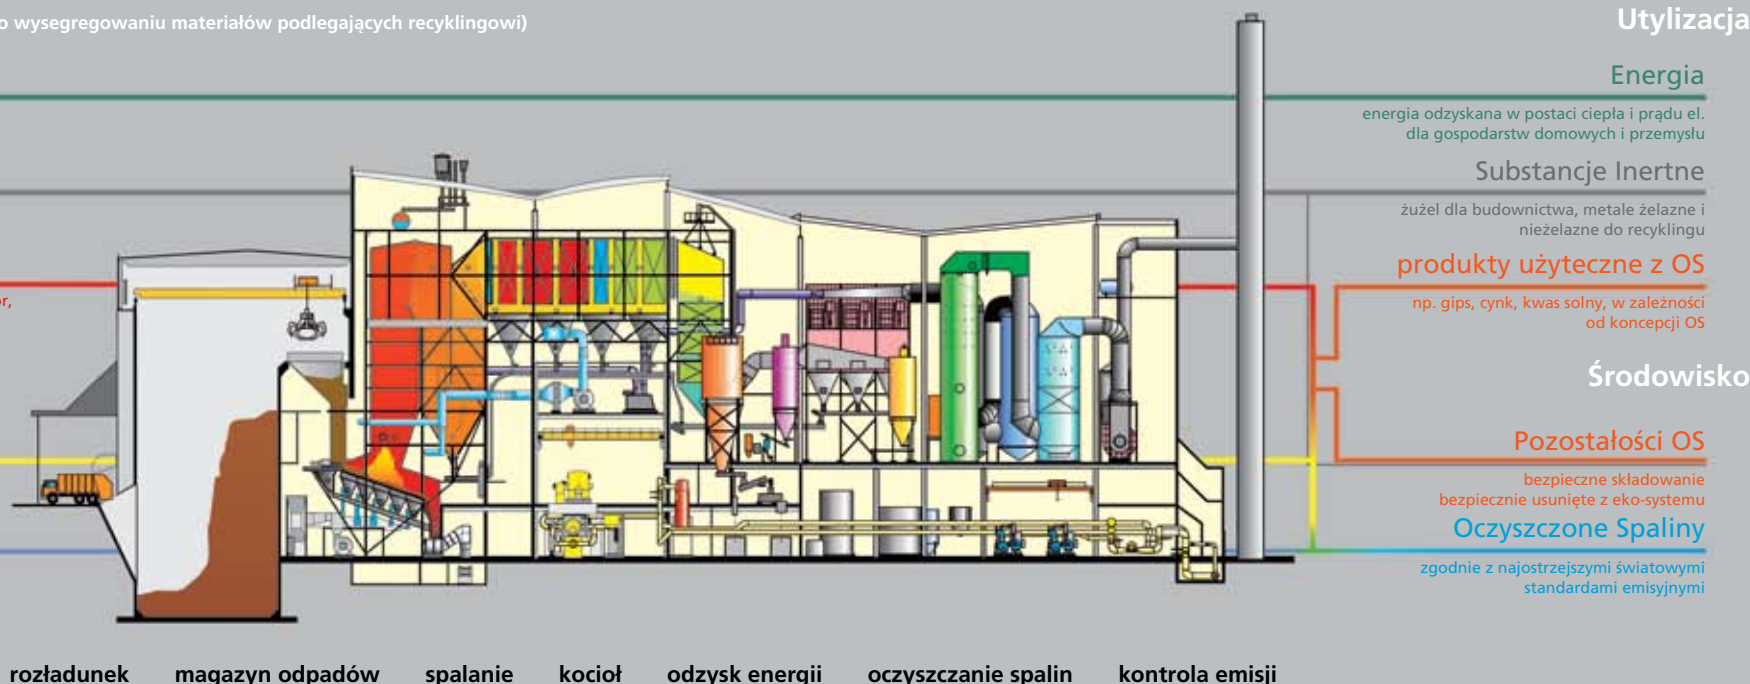 o wysegregowaniu materiałów podlegających recyklingowi)
Utylizacja
Energia
energia odzyskana w postaci ciepła i prądu el.
dla gospodarstw domowych i przemysłu
Substancje Inertne
żużel dla budownictwa, metale żelazne i
nieżelazne do recyklingu
produkty użyteczne z OS
np. gips, cynk, kwas solny, w zależności
od koncepcji OS
or,
Środowisko
Pozostałości OS
bezpieczne składowanie
bezpiecznie usunięte z eko-systemu
Oczyszczone Spaliny
zgodnie z najostrzejszymi światowymi
standardami emisyjnymi
rozładunek magazyn odpadów spalanie kocioł odzysk energii oczyszczanie spalin kontrola emisji